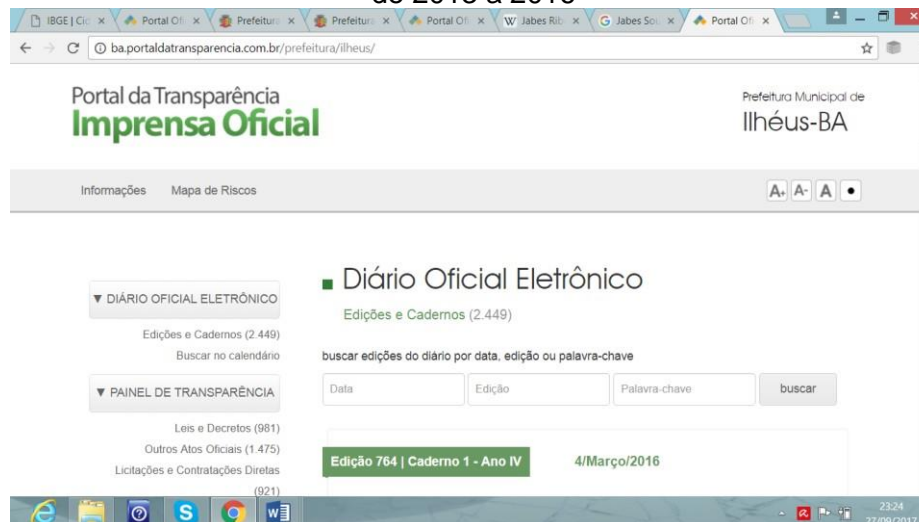 IBGE | Cid
Portal Ofi
Prefeitura
Prefeitura
Portal Ofi
Jabes Rib
Jabes Sou
Portal Ofi
ba.portaldatransparencia.com.br/prefeitura/ilheus/
Portal da Transparência
Imprensa Oficial
Prefeitura Municipal de
Ilhéus-BA
Informações Mapa de Riscos
A+ A- A
Diário Oficial Eletrônico
Edições e Cadernos (2.449)
▼ DIÁRIO OFICIAL ELETRÔNICO
Edições e Cadernos (2.449)
Buscar no calendário
buscar edições do diário por data, edição ou palavra-chave
Data Edição Palavra-chave buscar
▼ PAINEL DE TRANSPARÊNCIA
Leis e Decretos (981)
Outros Atos Oficiais (1.475)
Licitações e Contratações Diretas
(921)
Edição 764 | Caderno 1 - Ano IV 4/Março/2016
23:24
27/09/2017